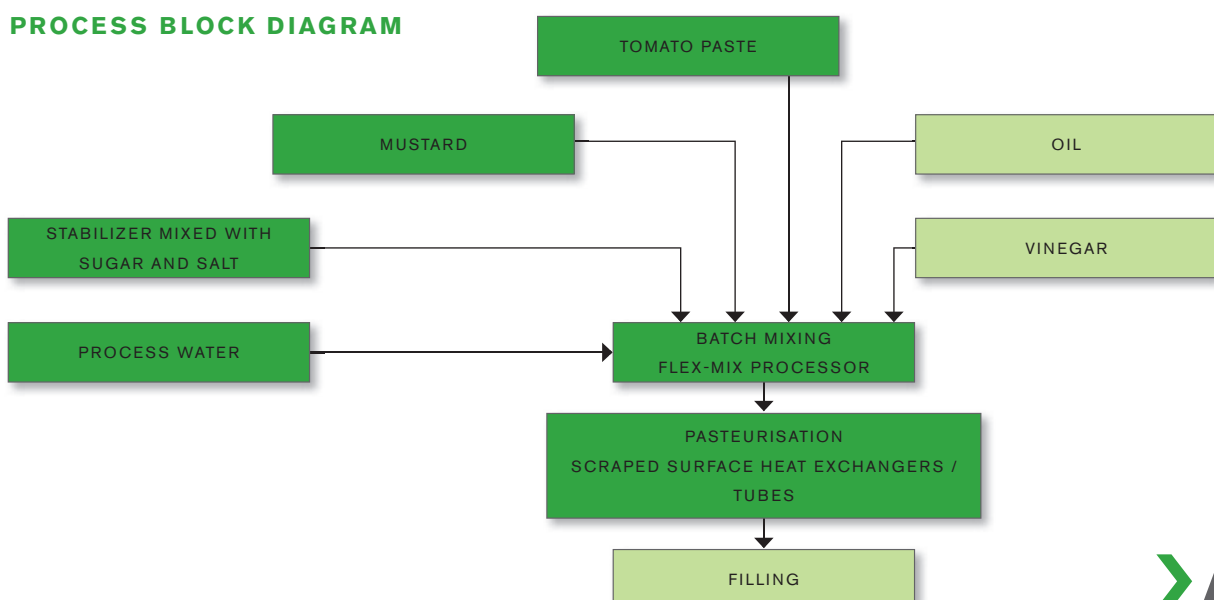 PROCESS BLOCK DIAGRAM
TOMATO PASTE
MUSTARD
OIL
STABILIZER MIXED WITH
SUGAR AND SALT
VINEGAR
PROCESS WATER
BATCH MIXING
FLEX-MIX PROCESSOR
PASTEURISATION
SCRAPED SURFACE HEAT EXCHANGERS /
TUBES
FILLING